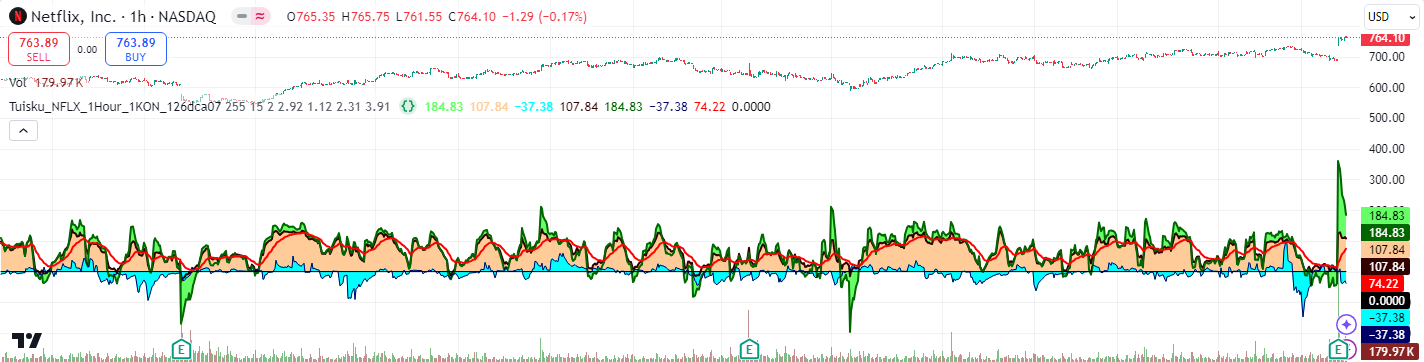 Netflix, Inc. · 1h · NASDAQ O765.35 H765.75 L761.55 C764.10 −1.29 (−0.17%) USD
763.89 SELL 0.00 763.89 BUY
Vol 179.97K
Tuisku_NFLX_1Hour_1KON_126dca07 255 15 2 2.92 1.12 2.31 3.91 184.83 107.84 −37.38 107.84 184.83 −37.38 74.22 0.0000
764.10
700.00
600.00
500.00
400.00
300.00
184.83
184.83
107.84
107.84
74.22
0.0000
−37.38
−37.38
179.97K
E E E